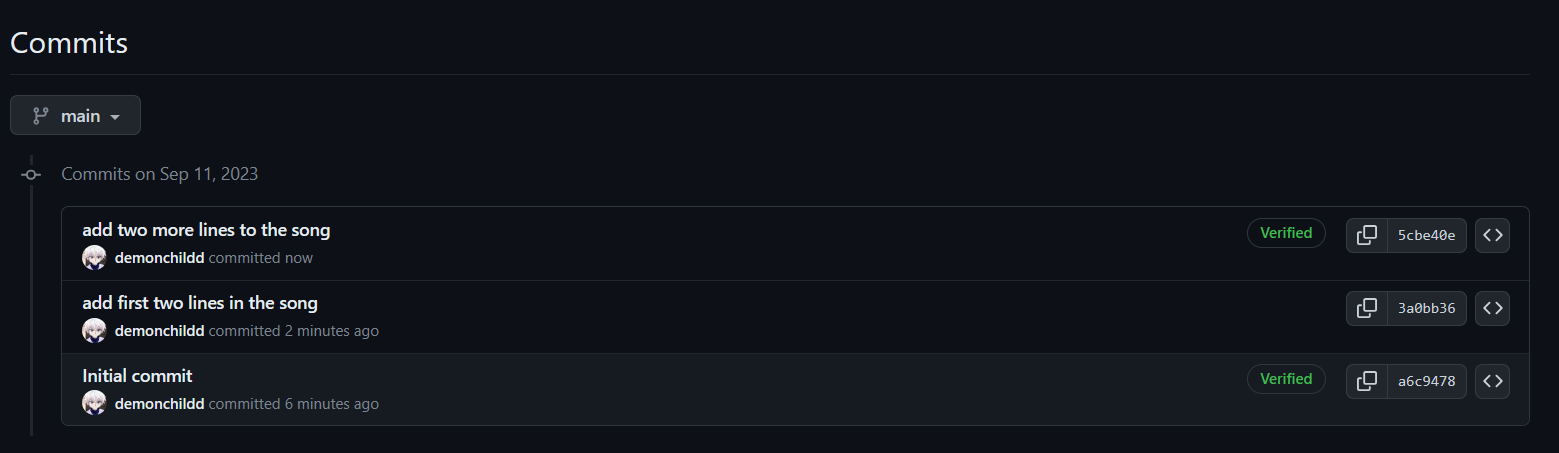 Commits
main
Commits on Sep 11, 2023
add two more lines to the song
demonchildd committed now
Verified
5cbe40e
add first two lines in the song
demonchildd committed 2 minutes ago
3a0bb36
Initial commit
demonchildd committed 6 minutes ago
Verified
a6c9478